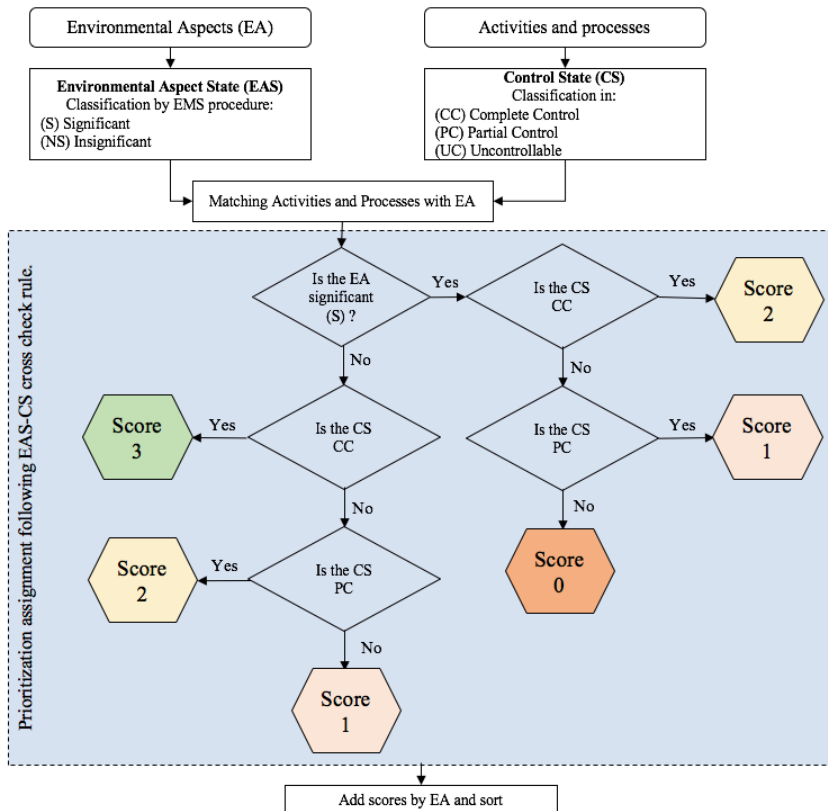 Environmental Aspects (EA)
Activities and processes
Environmental Aspect State (EAS)
Classification by EMS procedure:
(S) Significant
(NS) Insignificant
Control State (CS)
Classification in:
(CC) Complete Control
(PC) Partial Control
(UC) Uncontrollable
Matching Activities and Processes with EA
Prioritization assignment following EAS-CS cross check rule.
Is the EA
significant
(S) ?
Yes
Is the CS
CC
Yes
Score
2
No
No
Score
3
Yes
Is the CS
CC
Is the CS
PC
Yes
Score
1
No
No
Score
2
Yes
Is the CS
PC
Score
0
No
Score
1
Add scores by EA and sort